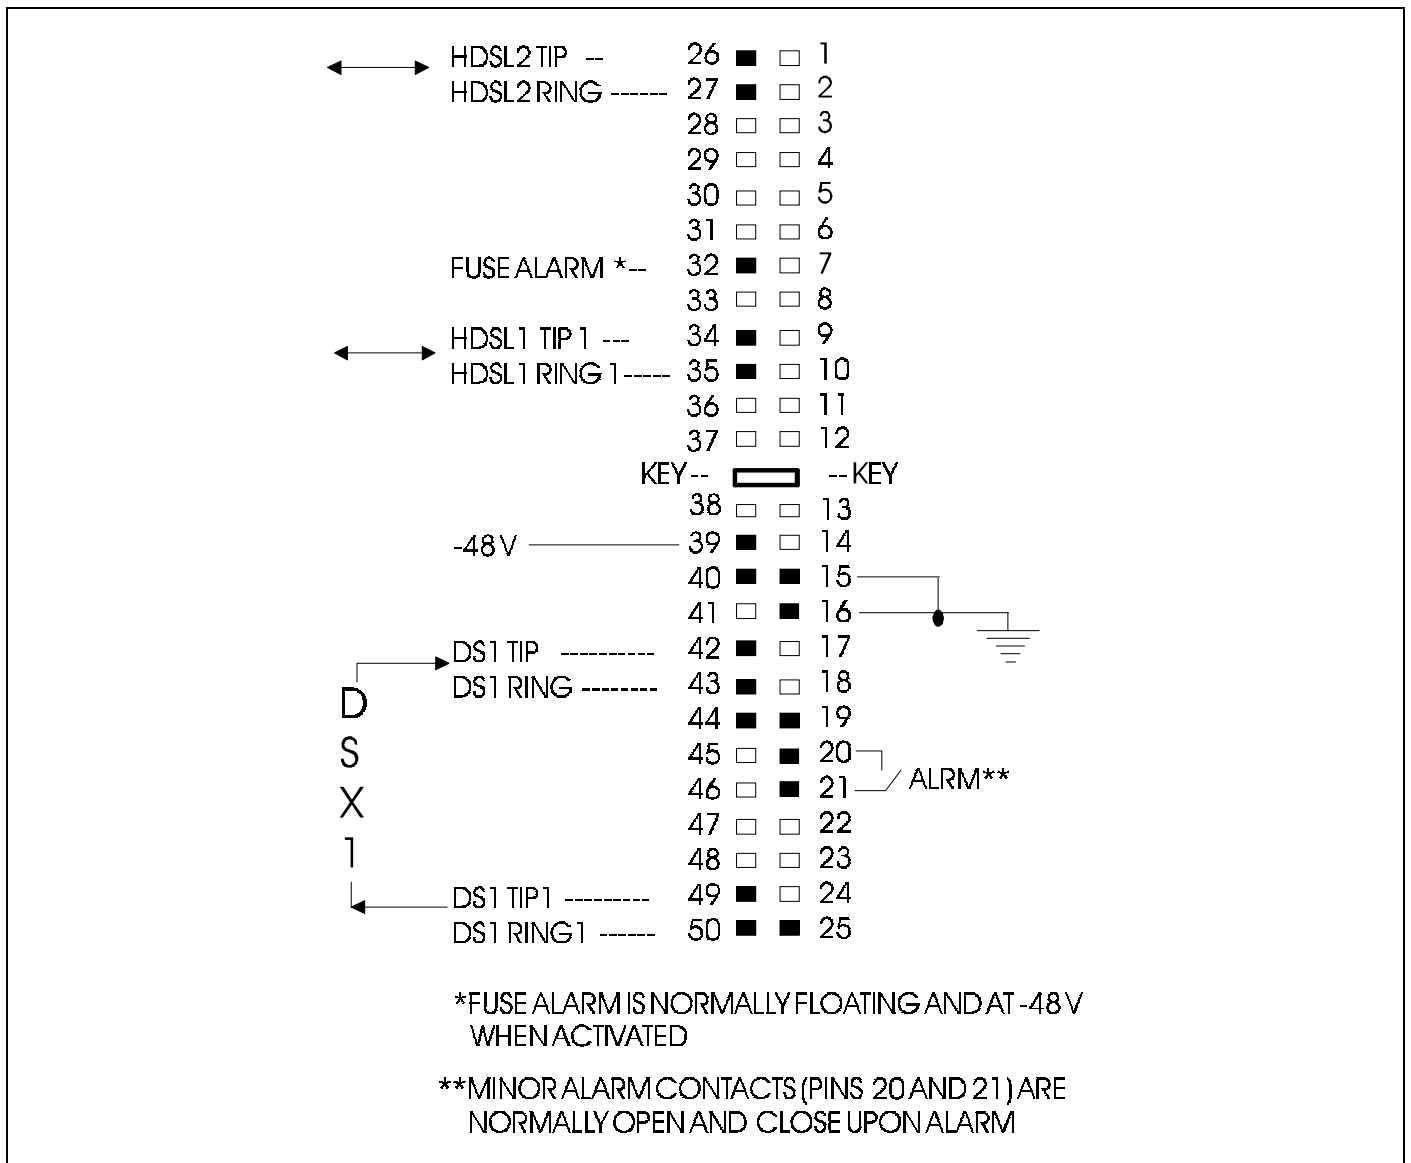 HDSL2 TIP -- 26 1
HDSL2 RING ------ 27 2
28 3
29 4
30 5
31 6
FUSE ALARM *-- 32 7
33 8
HDSL1 TIP1 --- 34 9
HDSL1 RING 1----- 35 10
36 11
37 12
KEY-- --KEY
38 13
-48 V 39 14
40 15
41 16
DS1 TIP ---------- 42 17
DS1 RING -------- 43 18
44 19
45 20
46 21 ALRM**
47 22
48 23
DS1 TIP1 --------- 49 24
DS1 RING1 ------ 50 25
D
S
X
1
*FUSE ALARM IS NORMALLY FLOATING AND AT -48 V
WHEN ACTIVATED
**MINOR ALARM CONTACTS (PINS 20 AND 21) ARE
NORMALLY OPEN AND CLOSE UPON ALARM